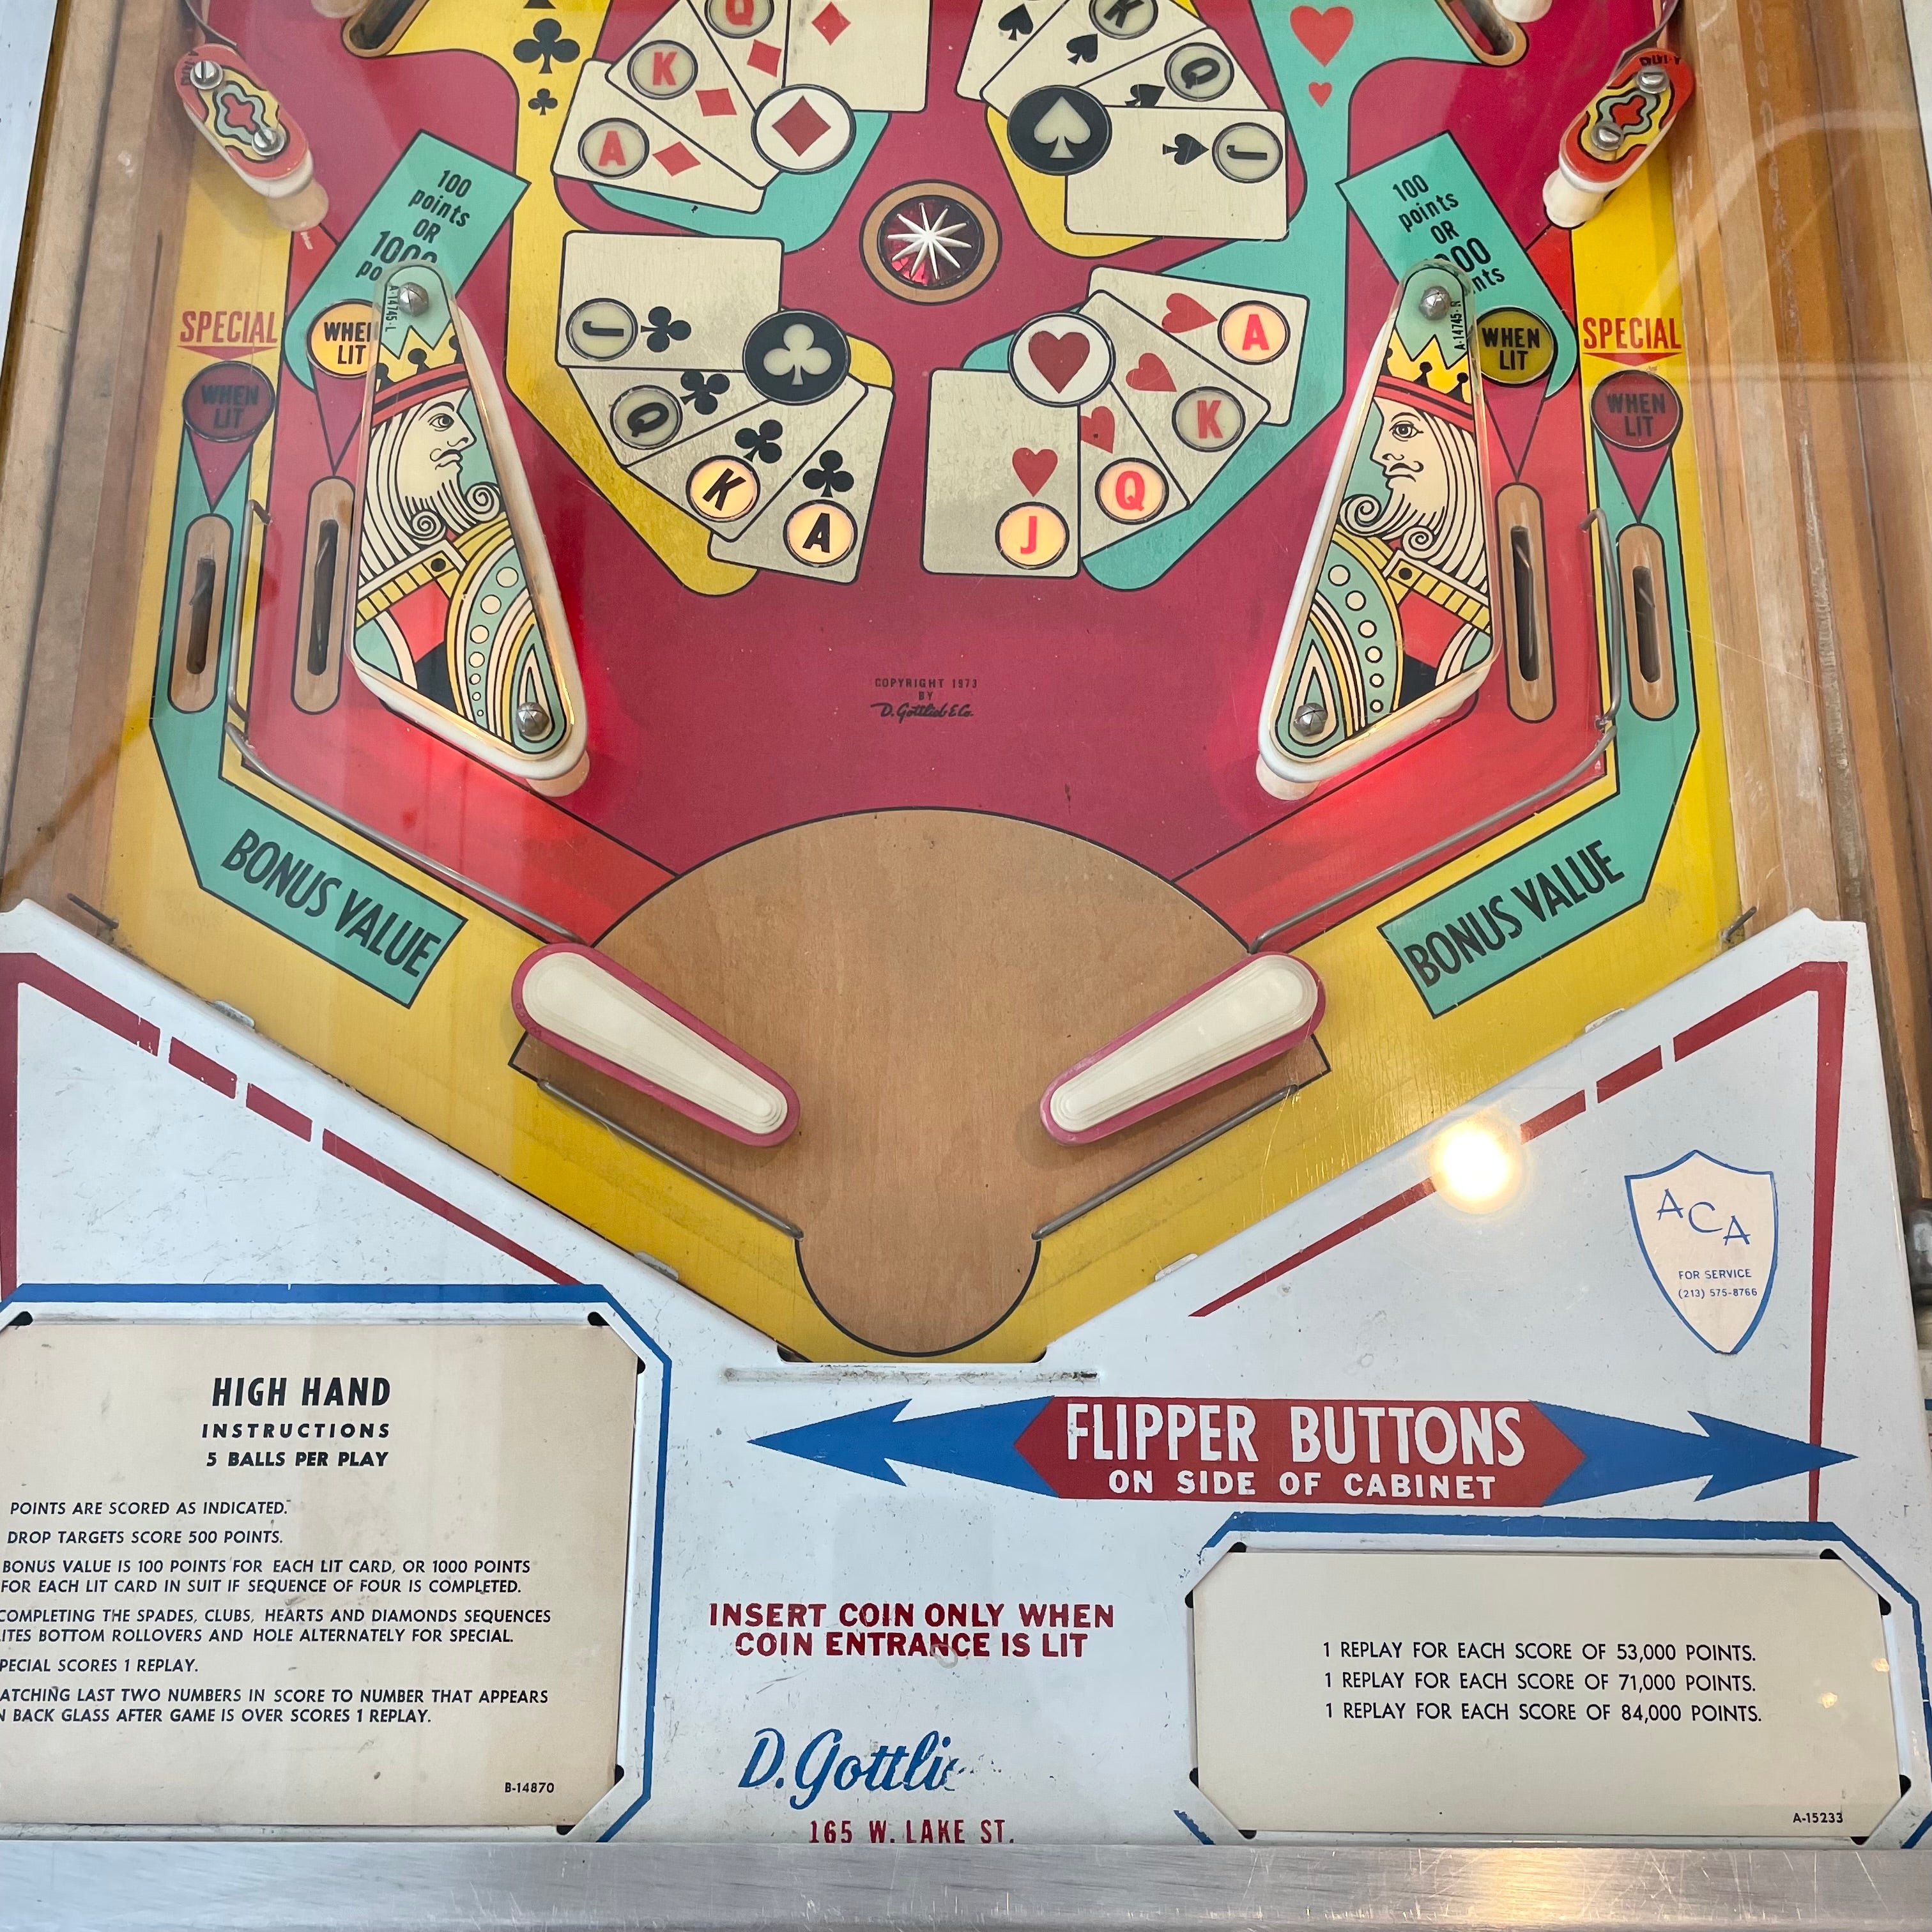 Q
K
A
K
Q
J
100
points
OR
1000
100
points
OR
SPECIAL
WHEN
LIT
WHEN
LIT
A-14745-L
J
Q
K
A
A
K
Q
J
A-14745-R
WHEN
LIT
SPECIAL
WHEN
LIT
COPYRIGHT 1973
BY
D. Gottlieb & Co.
BONUS VALUE
BONUS VALUE
ACA
FOR SERVICE
(213) 575-8766
HIGH HAND
INSTRUCTIONS
5 BALLS PER PLAY
POINTS ARE SCORED AS INDICATED.
DROP TARGETS SCORE 500 POINTS.
BONUS VALUE IS 100 POINTS FOR EACH LIT CARD, OR 1000 POINTS
FOR EACH LIT CARD IN SUIT IF SEQUENCE OF FOUR IS COMPLETED.
COMPLETING THE SPADES, CLUBS, HEARTS AND DIAMONDS SEQUENCES
ITES BOTTOM ROLLOVERS AND HOLE ALTERNATELY FOR SPECIAL.
PECIAL SCORES 1 REPLAY.
ATCHING LAST TWO NUMBERS IN SCORE TO NUMBER THAT APPEARS
N BACK GLASS AFTER GAME IS OVER SCORES 1 REPLAY.
B-14870
FLIPPER BUTTONS
ON SIDE OF CABINET
INSERT COIN ONLY WHEN
COIN ENTRANCE IS LIT
D. Gottlie
165 W. LAKE ST.
1 REPLAY FOR EACH SCORE OF 53,000 POINTS.
1 REPLAY FOR EACH SCORE OF 71,000 POINTS.
1 REPLAY FOR EACH SCORE OF 84,000 POINTS.
A-15233